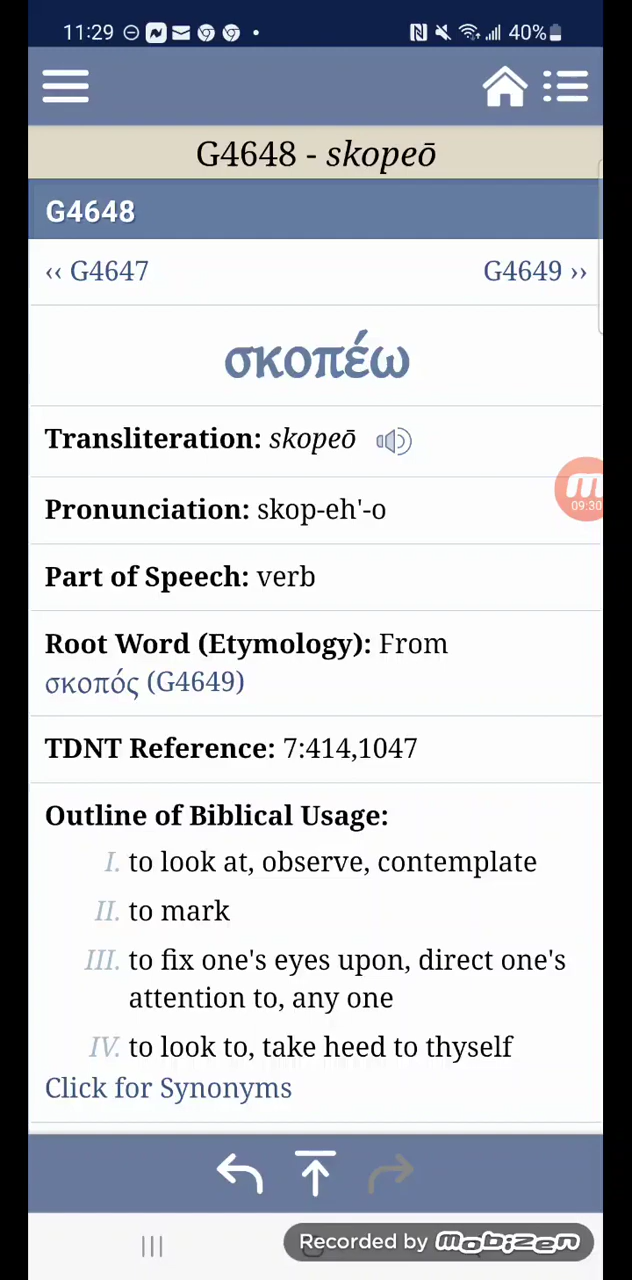 11:29 40%
G4648 - skopeō
G4648
‹‹ G4647 G4649 ››
σκοπέω
Transliteration: skopeō
Pronunciation: skop-eh'-o
09:30
Part of Speech: verb
Root Word (Etymology): From
σκοπός (G4649)
TDNT Reference: 7:414,1047
Outline of Biblical Usage:
I. to look at, observe, contemplate
II. to mark
III. to fix one's eyes upon, direct one's
attention to, any one
IV. to look to, take heed to thyself
Click for Synonyms
Recorded by mobizen